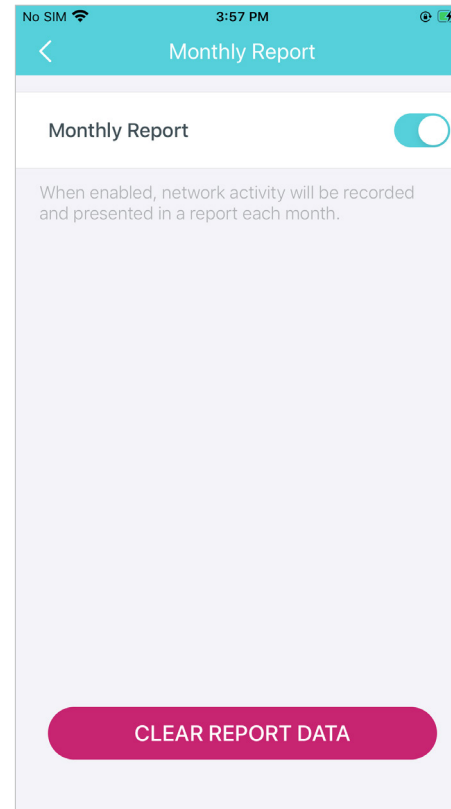 No SIM 3:57 PM
Monthly Report
Monthly Report
When enabled, network activity will be recorded
and presented in a report each month.
CLEAR REPORT DATA